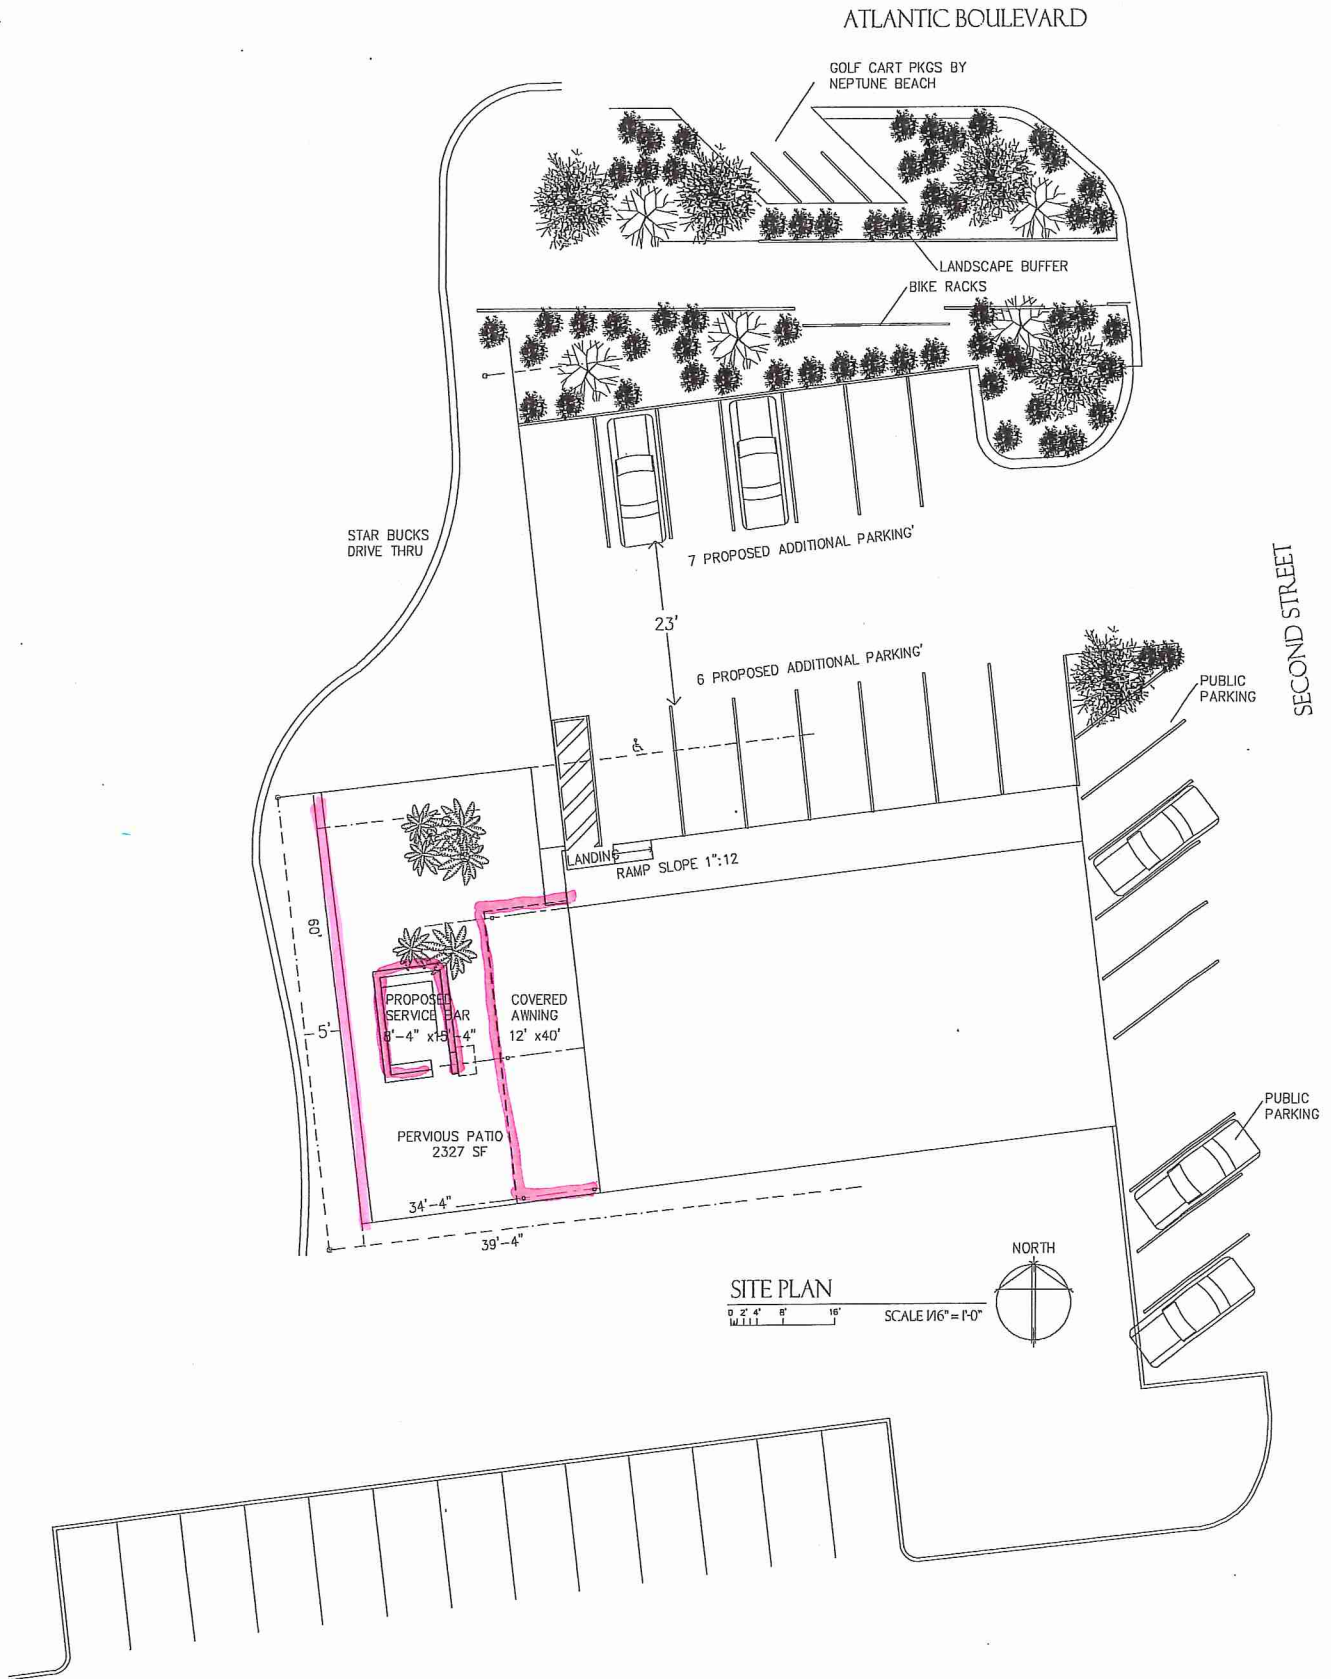 ATLANTIC BOULEVARD
GOLF CART PKGS BY
NEPTUNE BEACH
LANDSCAPE BUFFER
BIKE RACKS
STAR BUCKS
DRIVE THRU
7 PROPOSED ADDITIONAL PARKING'
23'
6 PROPOSED ADDITIONAL PARKING'
SECOND STREET
PUBLIC
PARKING
LANDING
RAMP SLOPE 1":12
60'
PROPOSED
SERVICE BAR
8'-4" x15'-4"
COVERED
AWNING
12' x40'
5'
PERVIOUS PATIO
2327 SF
34'-4"
39'-4"
PUBLIC
PARKING
NORTH
SITE PLAN
0 2' 4' 8' 16'
SCALE 1/16" = 1'-0"